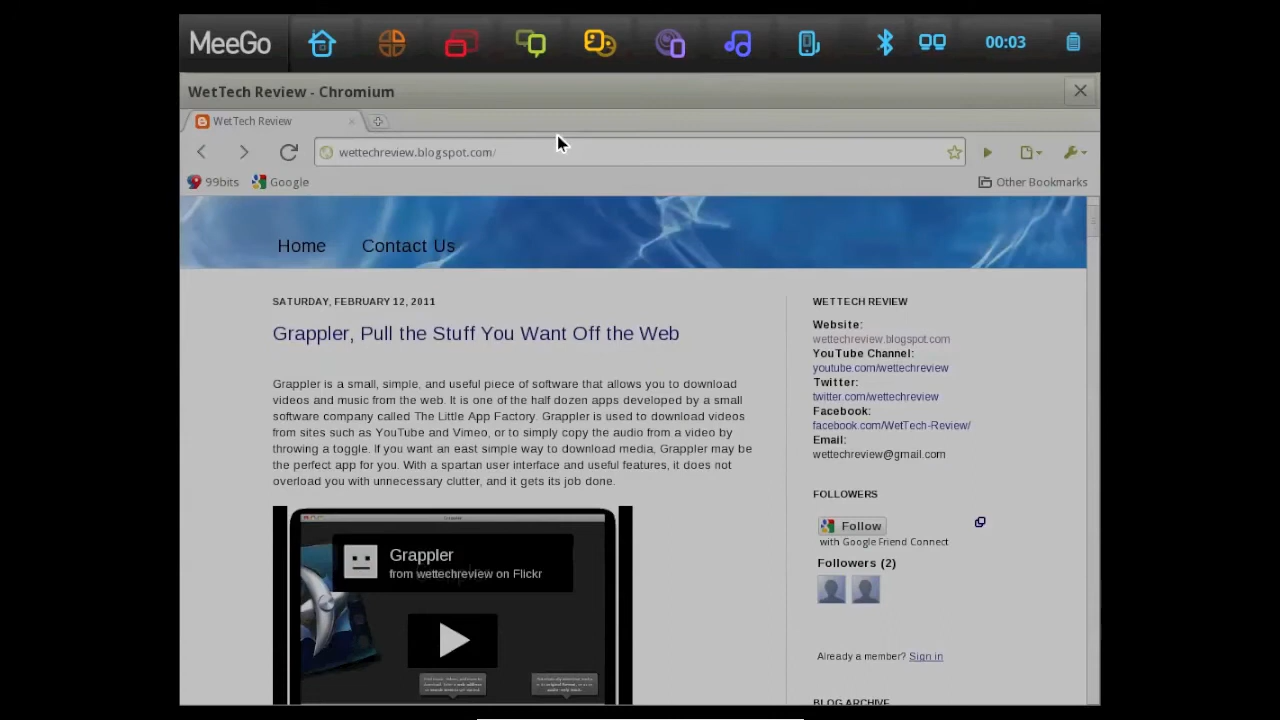 MeeGo
00:03
WetTech Review - Chromium
WetTech Review
wettechreview.blogspot.com/
99bits
Google
Other Bookmarks
Home
Contact Us
SATURDAY, FEBRUARY 12, 2011
Grappler, Pull the Stuff You Want Off the Web
Grappler is a small, simple, and useful piece of software that allows you to download
videos and music from the web. It is one of the half dozen apps developed by a small
software company called The Little App Factory. Grappler is used to download videos
from sites such as YouTube and Vimeo, or to simply copy the audio from a video by
throwing a toggle. If you want an east simple way to download media, Grappler may be
the perfect app for you. With a spartan user interface and useful features, it does not
overload you with unnecessary clutter, and it gets its job done.
Grappler
from wettechreview on Flickr
WETTECH REVIEW
Website:
wettechreview.blogspot.com
YouTube Channel:
youtube.com/wettechreview
Twitter:
twitter.com/wettechreview
Facebook:
facebook.com/WetTech-Review/
Email:
wettechreview@gmail.com
FOLLOWERS
Follow
with Google Friend Connect
Followers (2)
Already a member? Sign in
BLOG ARCHIVE